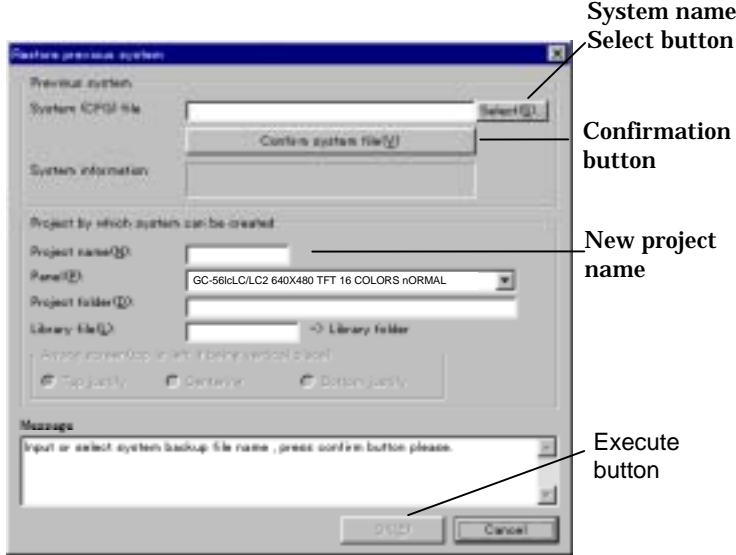 System name
Select button
Restore previous system
Previous system
System (CFG) file
Select(S)..
Confirm system file(V)
Confirmation
button
System information
Project by which system can be created
Project name(N):
New project
name
Panel(P):
GC-56lcLC/LC2 640X480 TFT 16 COLORS nORMAL
Project folder(D):
Library file(L):
-> Library folder
Top justify
Centering
Bottom justify
Message
Input or select system backup file name , press confirm button please.
Execute
button
Cancel